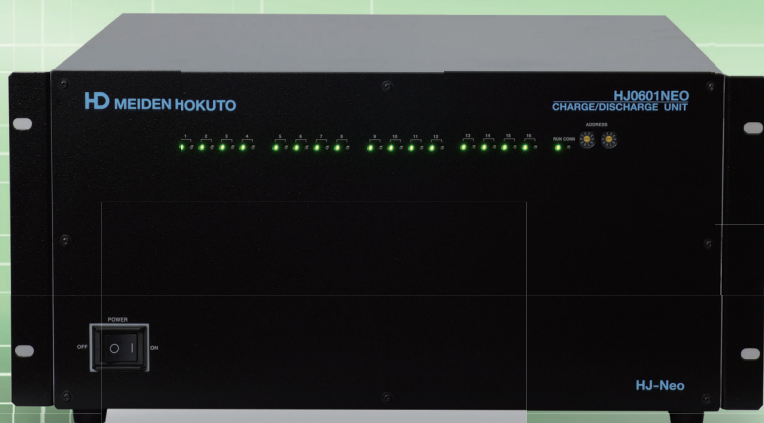 HD MEIDEN HOKUTO
HJ0601NEO
CHARGE/DISCHARGE UNIT
ADDRESS
1 2 3 4 5 6 7 8 9 10 11 12 13 14 15 16
RUN COMM
POWER
OFF ON
HJ-Neo